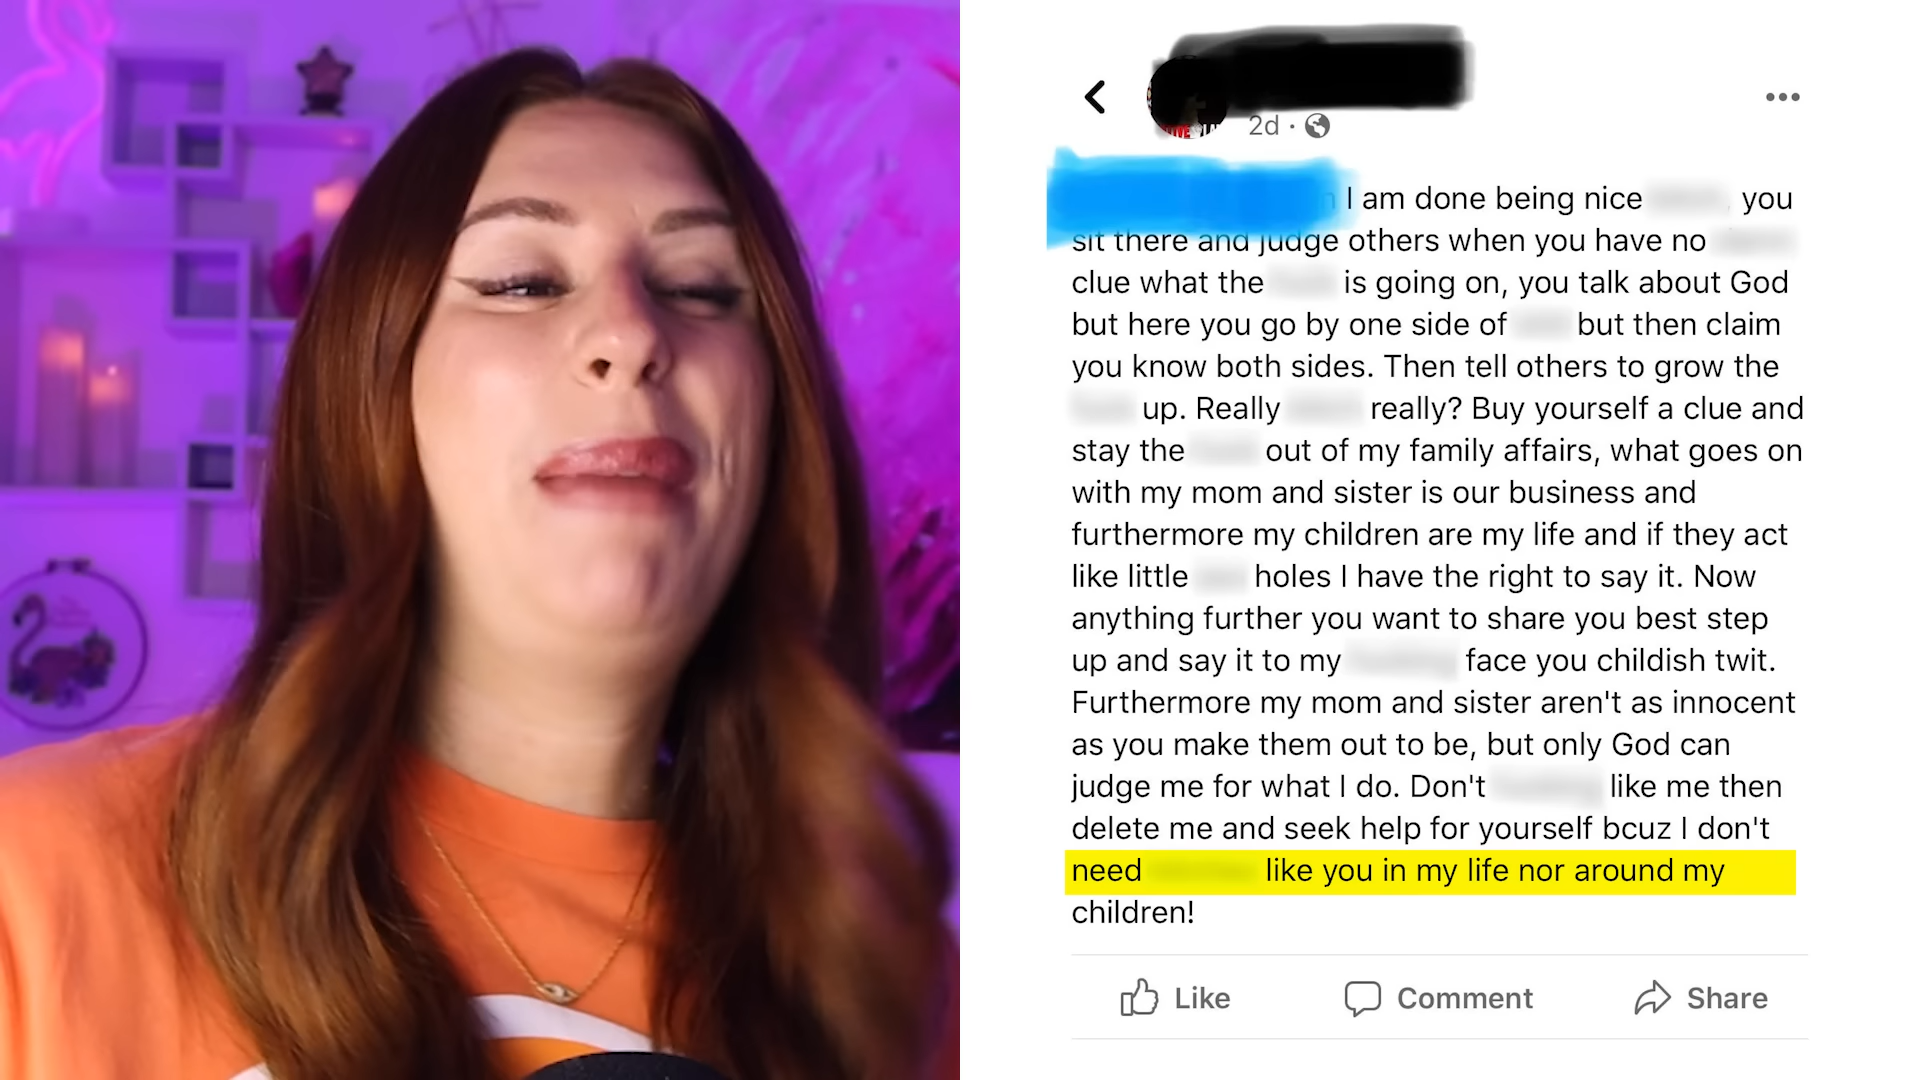 2d ·
I am done being nice you
sit there and judge others when you have no
clue what the is going on, you talk about God
but here you go by one side of but then claim
you know both sides. Then tell others to grow the
up. Really really? Buy yourself a clue and
stay the out of my family affairs, what goes on
with my mom and sister is our business and
furthermore my children are my life and if they act
like little holes I have the right to say it. Now
anything further you want to share you best step
up and say it to my face you childish twit.
Furthermore my mom and sister aren't as innocent
as you make them out to be, but only God can
judge me for what I do. Don't like me then
delete me and seek help for yourself bcuz I don't
need like you in my life nor around my
children!
Like Comment Share